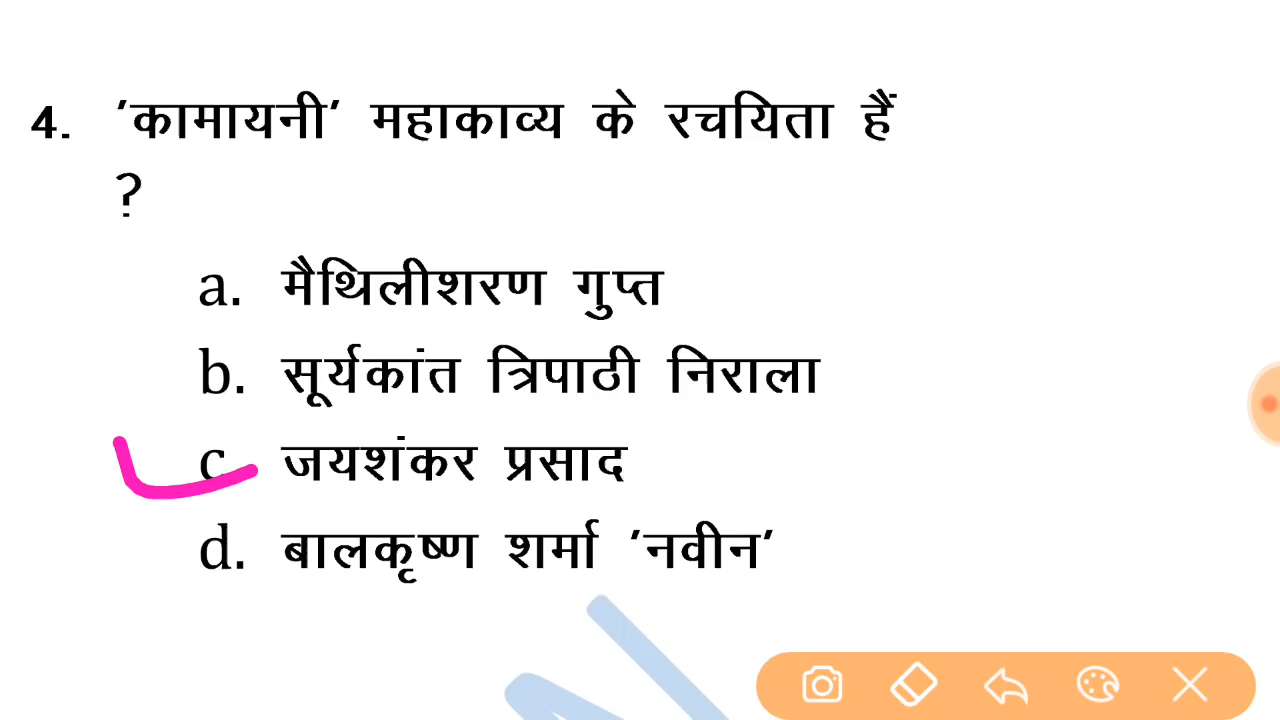 4. 'कामायनी' महाकाव्य के रचयिता हैं
?
a. मैथिलीशरण गुप्त
b. सूर्यकांत त्रिपाठी निराला
c. जयशंकर प्रसाद
d. बालकृष्ण शर्मा 'नवीन'